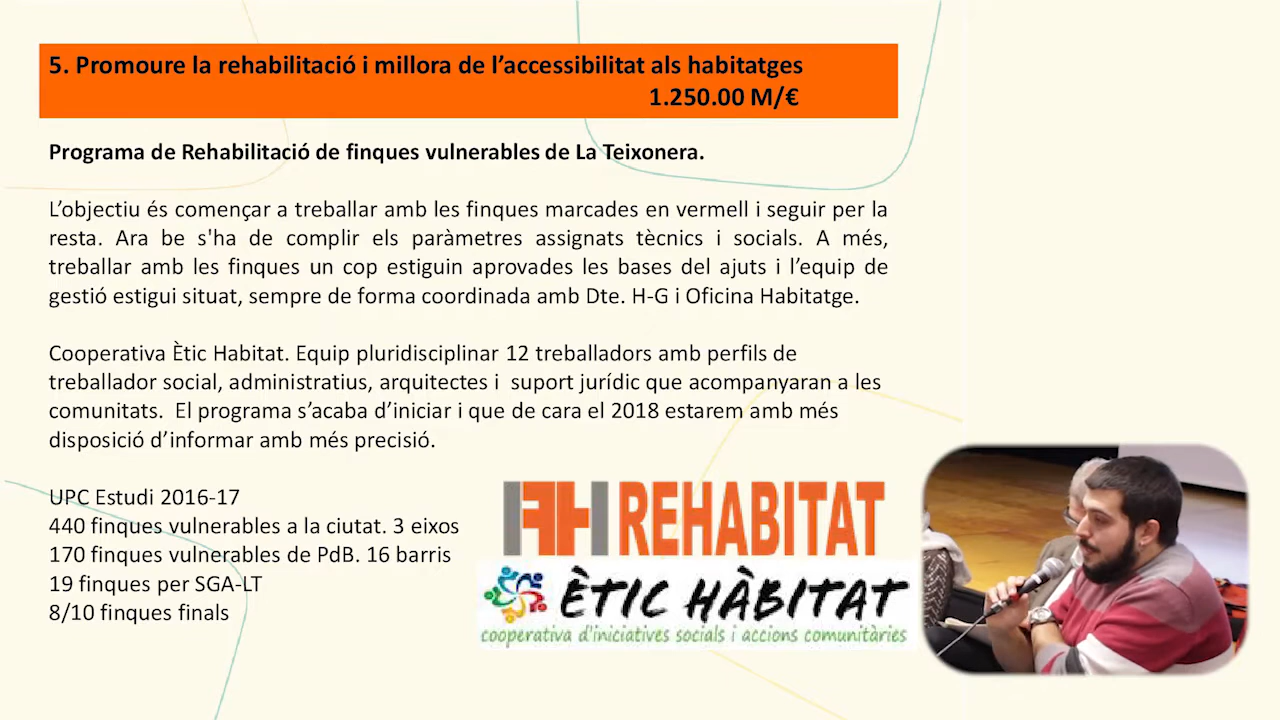 5. Promoure la rehabilitació i millora de l’accessibilitat als habitatges
1.250.00 M/€
Programa de Rehabilitació de finques vulnerables de La Teixonera.
L’objectiu és començar a treballar amb les finques marcades en vermell i seguir per la
resta. Ara be s'ha de complir els paràmetres assignats tècnics i socials. A més,
treballar amb les finques un cop estiguin aprovades les bases del ajuts i l’equip de
gestió estigui situat, sempre de forma coordinada amb Dte. H-G i Oficina Habitatge.
Cooperativa Ètic Habitat. Equip pluridisciplinar 12 treballadors amb perfils de
treballador social, administratius, arquitectes i suport jurídic que acompanyaran a les
comunitats. El programa s’acaba d’iniciar i que de cara el 2018 estarem amb més
disposició d’informar amb més precisió.
UPC Estudi 2016-17
440 finques vulnerables a la ciutat. 3 eixos
170 finques vulnerables de PdB. 16 barris
19 finques per SGA-LT
8/10 finques finals
REHABITAT
ÈTIC HÀBITAT
cooperativa d'iniciatives socials i accions comunitàries